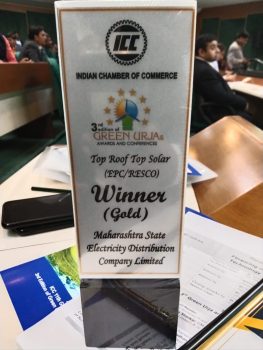 ICC
INDIAN CHAMBER OF COMMERCE
3rd edition of
GREEN URJA
AWARDS AND CONFERENCES
Top Roof Top Solar
(EPC/RESCO)
Winner
(Gold)
Maharashtra State
Electricity Distribution
Company Limited